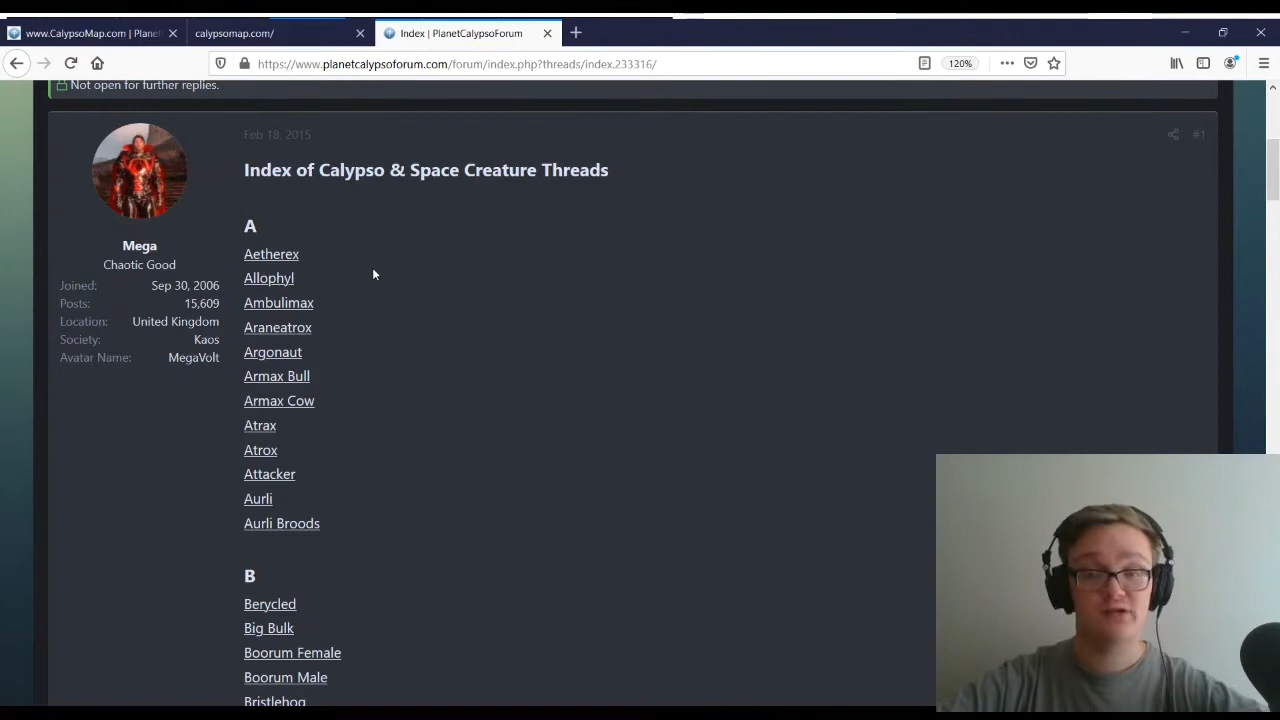 www.CalypsoMap.com | Planet
calypsomap.com/
Index | PlanetCalypsoForum
https://www.planetcalypsoforum.com/forum/index.php?threads/index.233316/
120%
Not open for further replies.
Feb 18, 2015
#1
Index of Calypso & Space Creature Threads
Mega
Chaotic Good
Joined: Sep 30, 2006
Posts: 15,609
Location: United Kingdom
Society: Kaos
Avatar Name: MegaVolt
A
Aetherex
Allophyl
Ambulimax
Araneatrox
Argonaut
Armax Bull
Armax Cow
Atrax
Atrox
Attacker
Aurli
Aurli Broods
B
Berycled
Big Bulk
Boorum Female
Boorum Male
Bristlehog